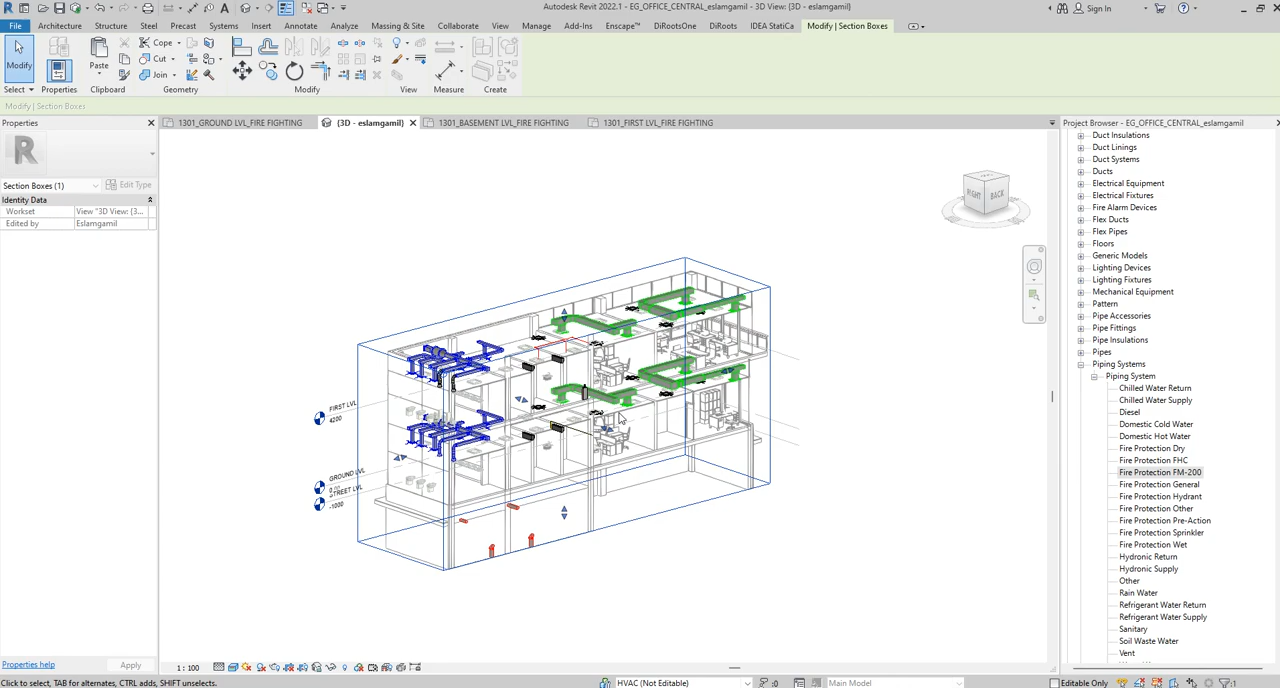 Autodesk Revit 2022.1 - EG_OFFICE_CENTRAL_eslamgamil - 3D View: {3D - eslamgamil}
Sign In
File Architecture Structure Steel Precast Systems Insert Annotate Analyze Massing & Site Collaborate View Manage Add-Ins Enscape™ DiRootsOne DiRoots IDEA StatiCa Modify | Section Boxes
Modify
Paste
Cope
Cut
Join
Select Properties Clipboard Geometry Modify View Measure Create
Modify | Section Boxes
Properties
1301_GROUND LVL_FIRE FIGHTING
{3D - eslamgamil}
1301_BASEMENT LVL_FIRE FIGHTING
1301_FIRST LVL_FIRE FIGHTING
Project Browser - EG_OFFICE_CENTRAL_eslamgamil
R
Section Boxes (1)
Edit Type
Identity Data
Workset View "3D View: {3...
Edited by Eslamgamil
RIGHT
BACK
FIRST LVL
4200
GROUND LVL
STREET LVL
-1000
Duct Insulations
Duct Linings
Duct Systems
Ducts
Electrical Equipment
Electrical Fixtures
Fire Alarm Devices
Flex Ducts
Flex Pipes
Floors
Generic Models
Lighting Devices
Lighting Fixtures
Mechanical Equipment
Pattern
Pipe Accessories
Pipe Fittings
Pipe Insulations
Pipes
Piping Systems
Piping System
Chilled Water Return
Chilled Water Supply
Diesel
Domestic Cold Water
Domestic Hot Water
Fire Protection Dry
Fire Protection FHC
Fire Protection FM-200
Fire Protection General
Fire Protection Hydrant
Fire Protection Other
Fire Protection Pre-Action
Fire Protection Sprinkler
Fire Protection Wet
Hydronic Return
Hydronic Supply
Other
Rain Water
Refrigerant Water Return
Refrigerant Water Supply
Sanitary
Soil Waste Water
Vent
Properties help
Apply
1 : 100
Click to select, TAB for alternates, CTRL adds, SHIFT unselects.
HVAC (Not Editable)
:0
Main Model
Editable Only
:1